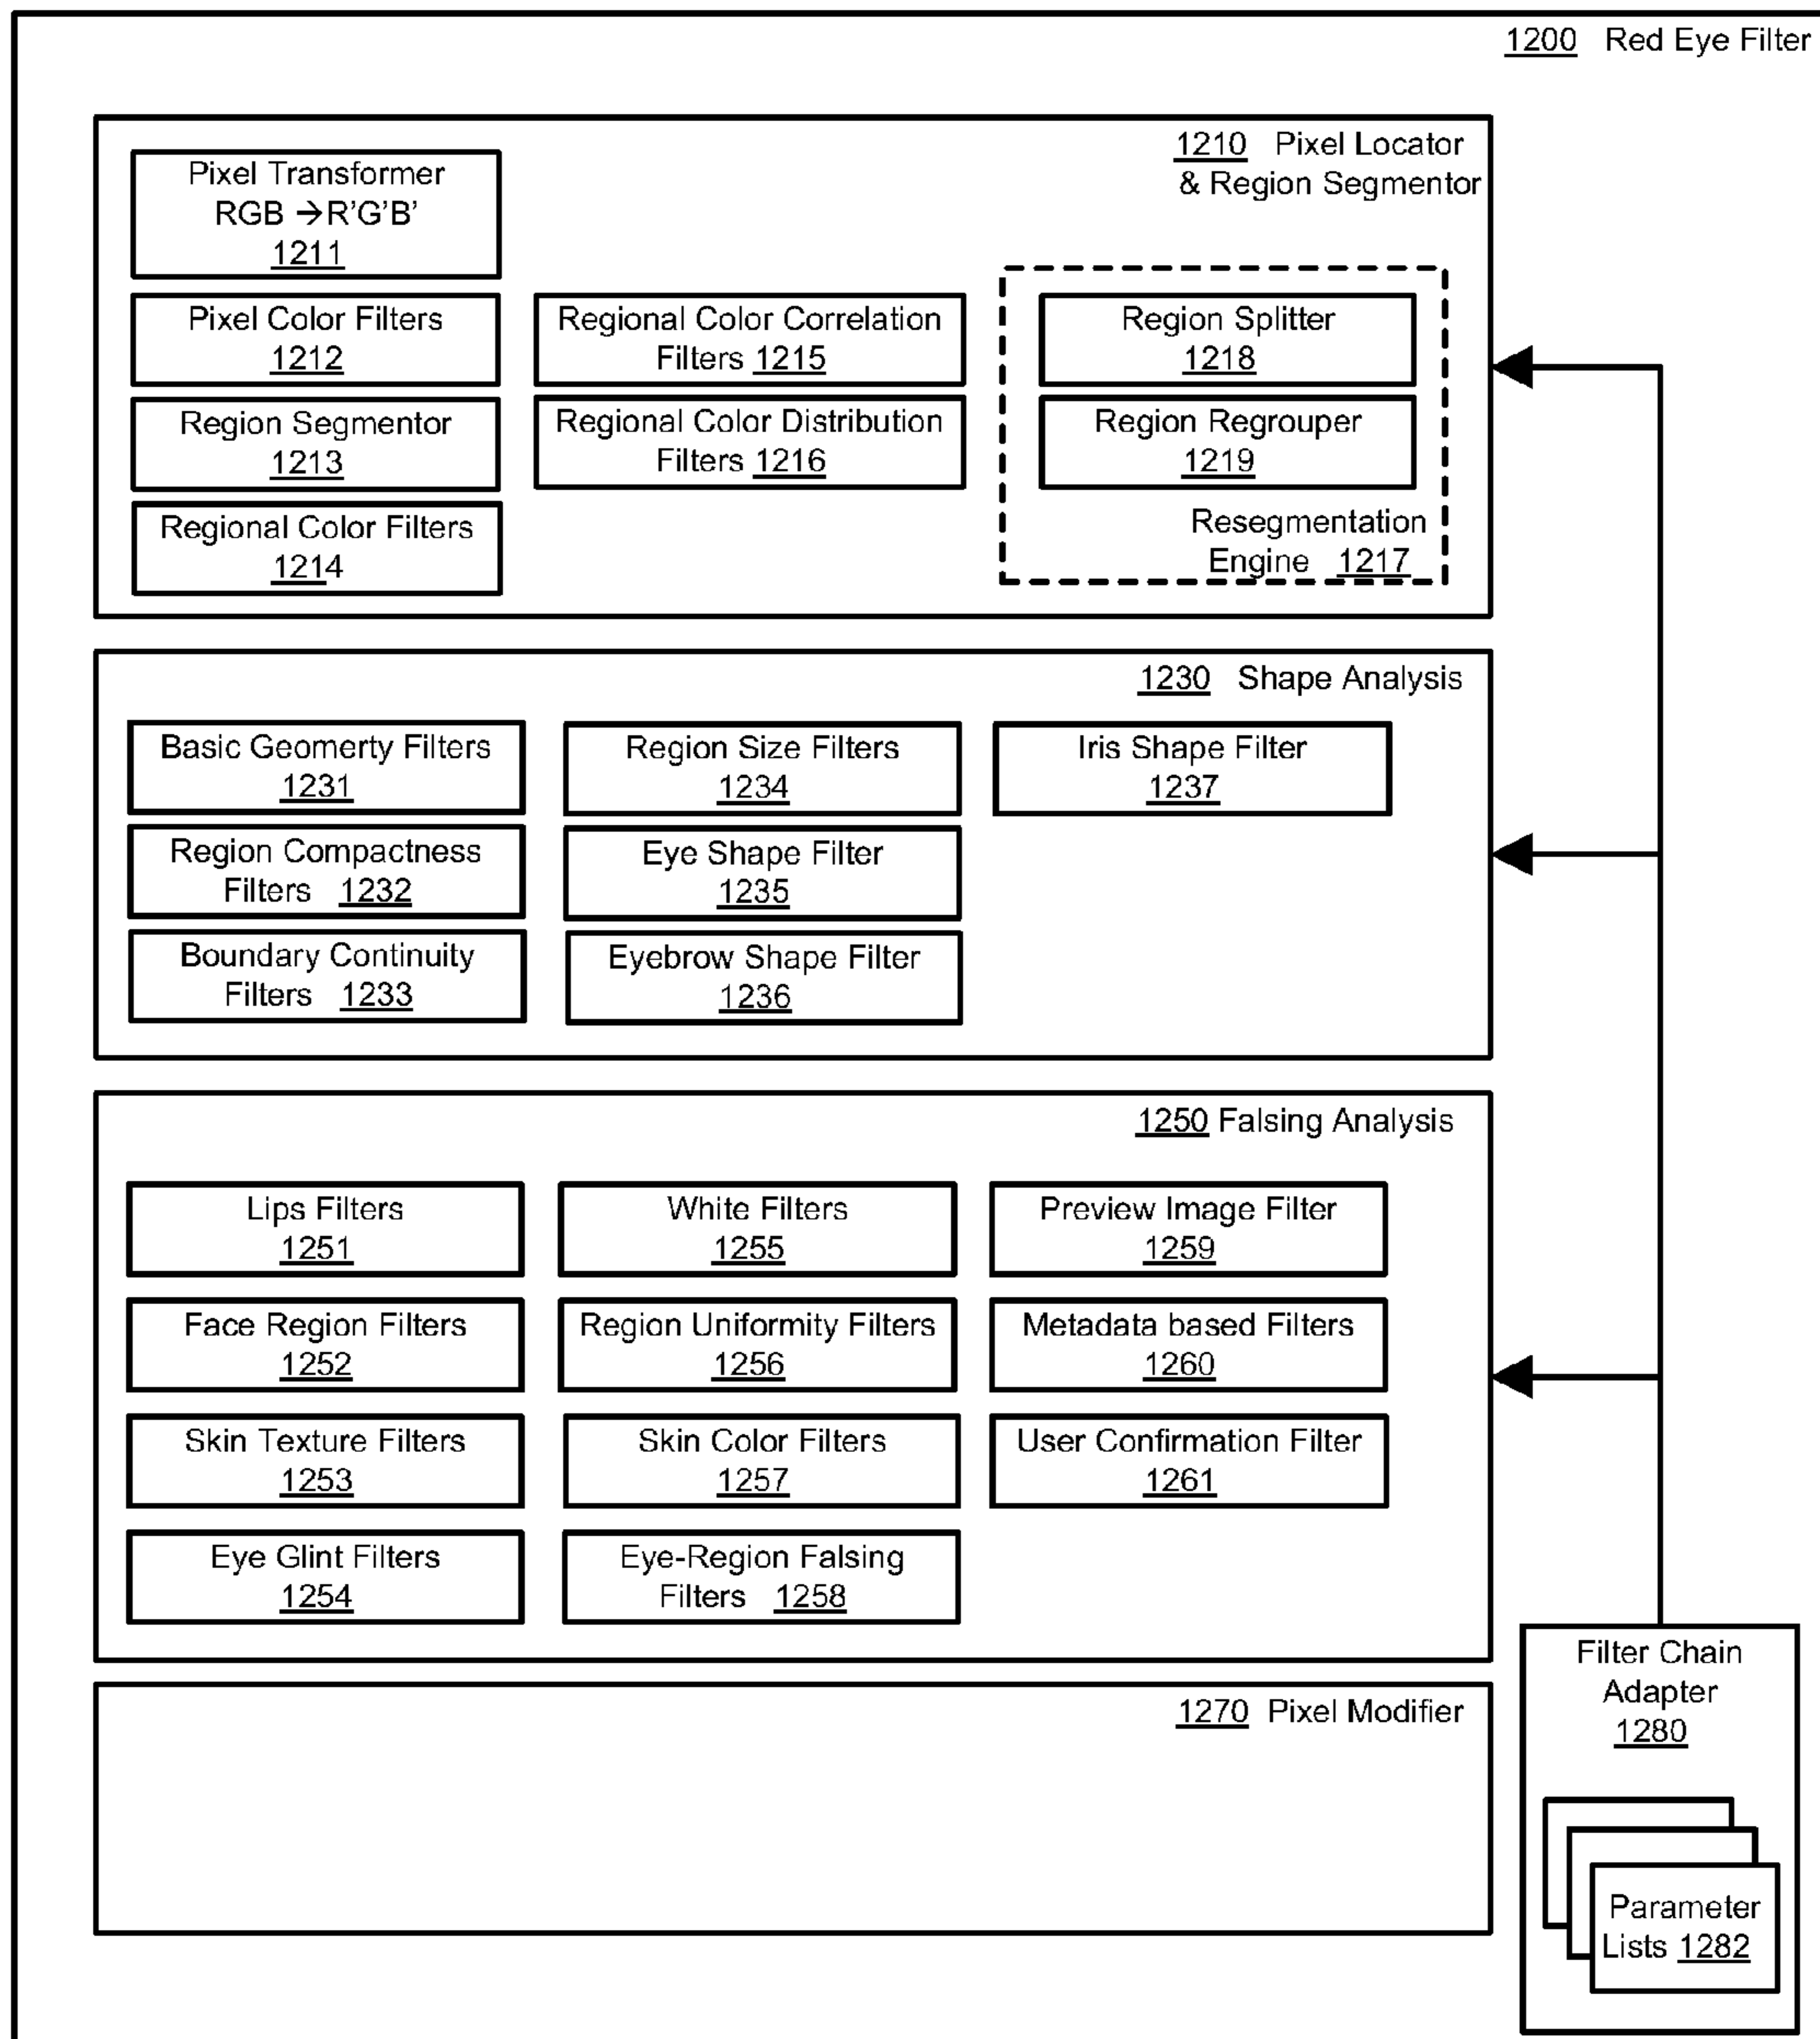 1200 Red Eye Filter
1210 Pixel Locator
& Region Segmentor
Pixel Transformer
RGB →R'G'B'
1211
Pixel Color Filters
1212
Region Segmentor
1213
Regional Color Filters
1214
Regional Color Correlation
Filters 1215
Regional Color Distribution
Filters 1216
Region Splitter
1218
Region Regrouper
1219
Resegmentation
Engine 1217
1230 Shape Analysis
Basic Geomerty Filters
1231
Region Compactness
Filters 1232
Boundary Continuity
Filters 1233
Region Size Filters
1234
Eye Shape Filter
1235
Eyebrow Shape Filter
1236
Iris Shape Filter
1237
1250 Falsing Analysis
Lips Filters
1251
Face Region Filters
1252
Skin Texture Filters
1253
Eye Glint Filters
1254
White Filters
1255
Region Uniformity Filters
1256
Skin Color Filters
1257
Eye-Region Falsing
Filters 1258
Preview Image Filter
1259
Metadata based Filters
1260
User Confirmation Filter
1261
1270 Pixel Modifier
Filter Chain
Adapter
1280
Parameter
Lists 1282